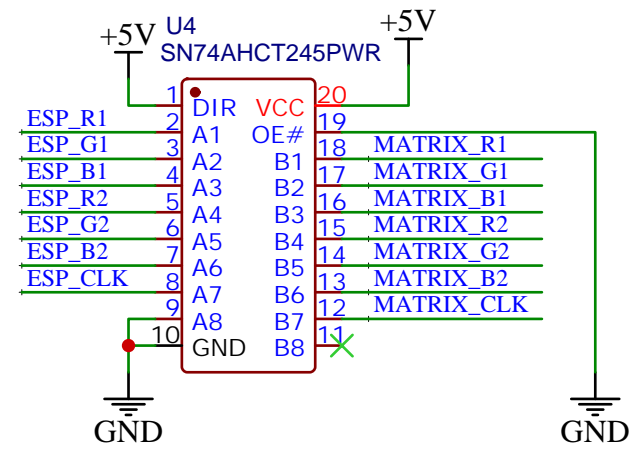 +5V
U4
SN74AHCT245PWR
+5V
1 DIR VCC 20
ESP_R1 2 A1 OE# 19
ESP_G1 3 A2 B1 18 MATRIX_R1
ESP_B1 4 A3 B2 17 MATRIX_G1
ESP_R2 5 A4 B3 16 MATRIX_B1
ESP_G2 6 A5 B4 15 MATRIX_R2
ESP_B2 7 A6 B5 14 MATRIX_G2
ESP_CLK 8 A7 B6 13 MATRIX_B2
9 A8 B7 12 MATRIX_CLK
10 GND B8 11
GND
GND